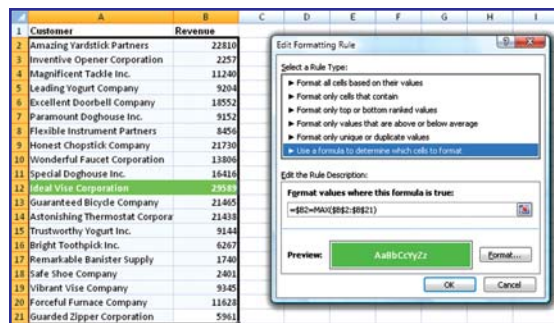 A B C D E F G H I
1 Customer Revenue
2 Amazing Yardstick Partners 22810
3 Inventive Opener Corporation 2257
4 Magnificent Tackle Inc. 11240
5 Leading Yogurt Company 9204
6 Excellent Doorbell Company 18552
7 Paramount Doghouse Inc. 9152
8 Flexible Instrument Partners 8456
9 Honest Chopstick Company 21730
10 Wonderful Faucet Corporation 13806
11 Special Doghouse Inc. 16416
12 Ideal Vise Corporation 29589
13 Guaranteed Bicycle Company 21465
14 Astonishing Thermostat Corpora 21438
15 Trustworthy Yogurt Inc. 9144
16 Bright Toothpick Inc. 6267
17 Remarkable Banister Supply 1740
18 Safe Shoe Company 2401
19 Vibrant Vise Company 9345
20 Forceful Furnace Company 11628
21 Guarded Zipper Corporation 5961
Edit Formatting Rule
Select a Rule Type:
► Format all cells based on their values
► Format only cells that contain
► Format only top or bottom ranked values
► Format only values that are above or below average
► Format only unique or duplicate values
► Use a formula to determine which cells to format
Edit the Rule Description:
Format values where this formula is true:
=$B2=MAX($B$2:$B$21)
Preview: AaBbCcYyZz Format...
OK Cancel